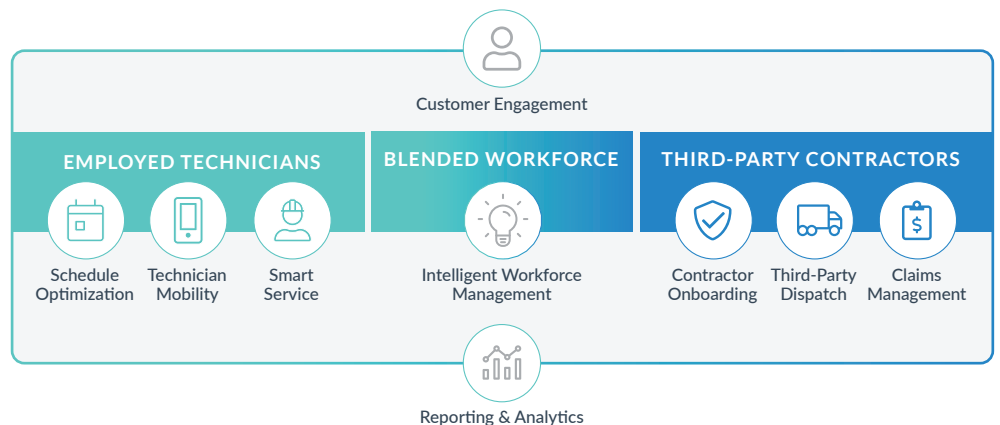 Customer Engagement
EMPLOYED TECHNICIANS
BLENDED WORKFORCE
THIRD-PARTY CONTRACTORS
Schedule
Optimization
Technician
Mobility
Smart
Service
Intelligent Workforce
Management
Contractor
Onboarding
Third-Party
Dispatch
$
Claims
Management
Reporting & Analytics